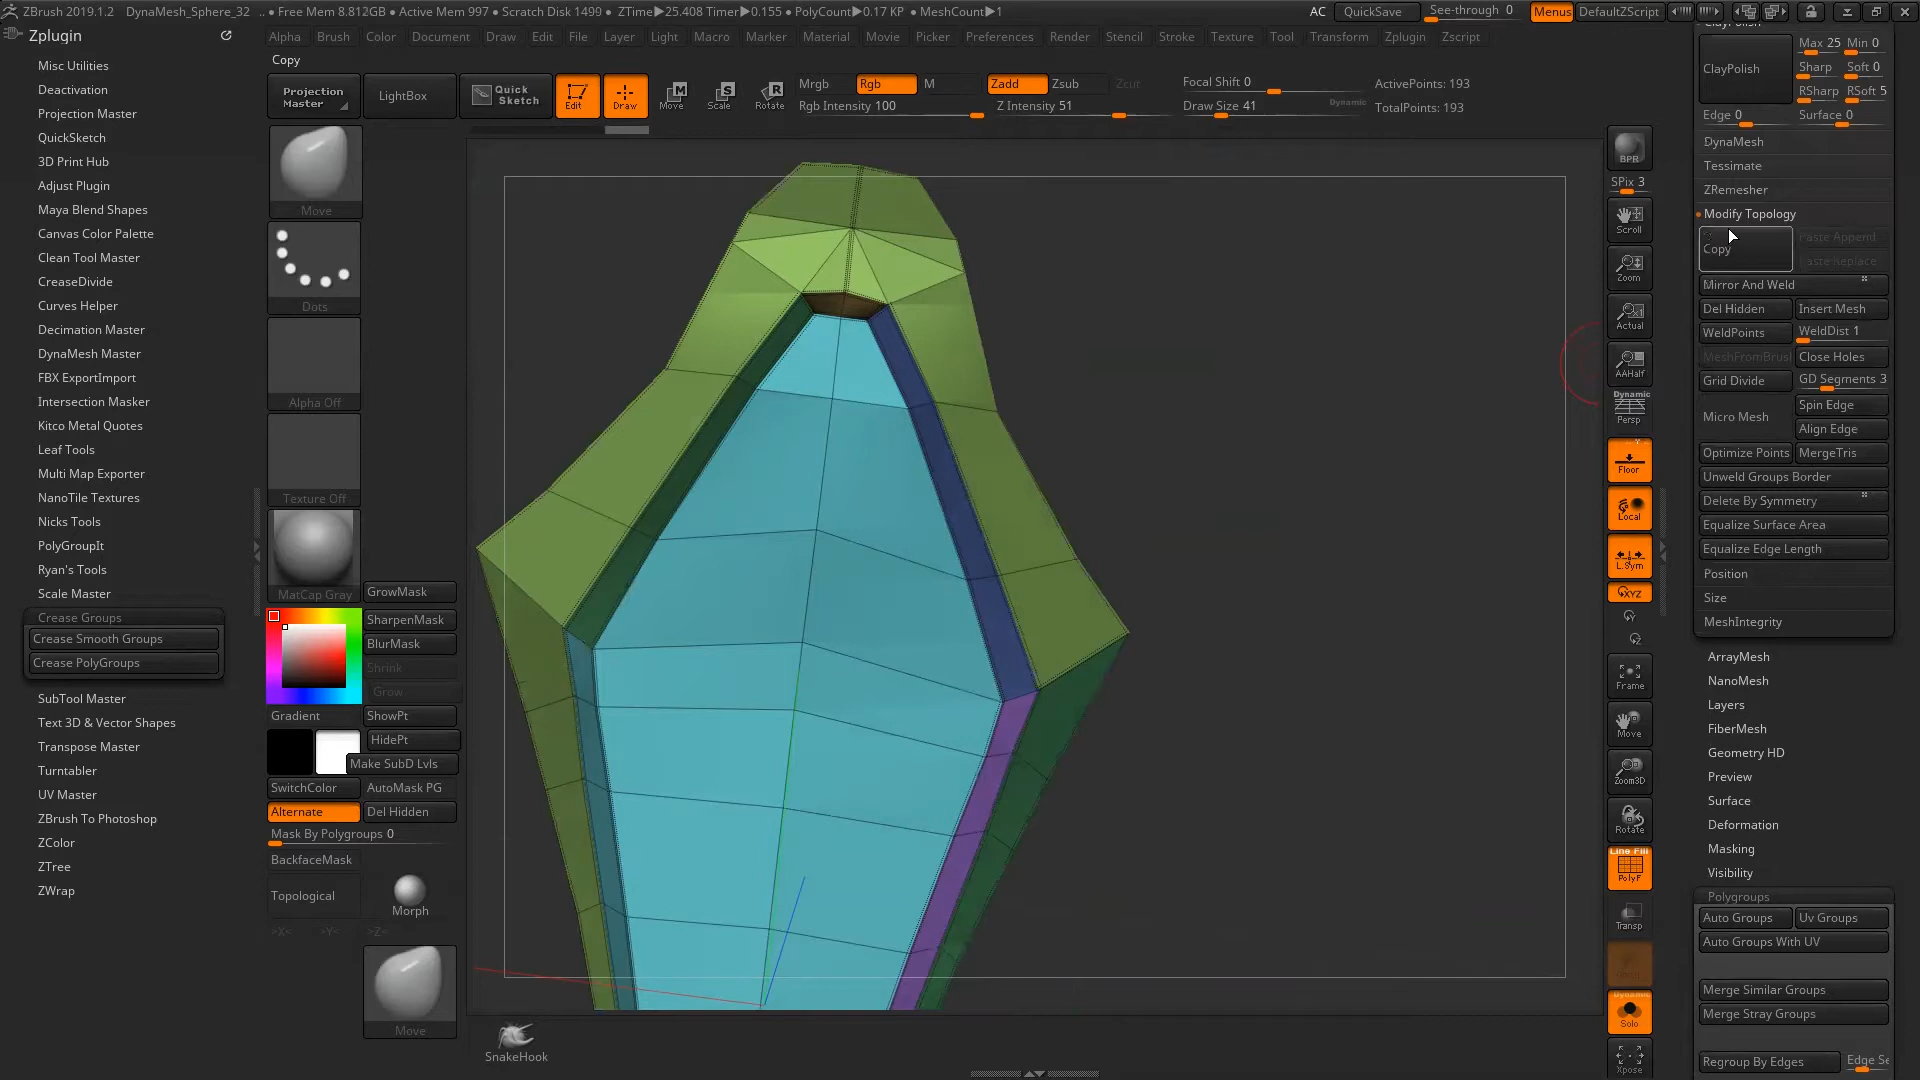 ZBrush 2019.1.2 DynaMesh_Sphere_32 .. • Free Mem 8.812GB • Active Mem 997 • Scratch Disk 1499 • ZTime▶25.408 Timer▶0.155 • PolyCount▶0.17 KP • MeshCount▶1 AC QuickSave See-through 0 Menus DefaultZScript
Zplugin
Alpha Brush Color Document Draw Edit File Layer Light Macro Marker Material Movie Picker Preferences Render Stencil Stroke Texture Tool Transform Zplugin Zscript
Copy
Misc Utilities
Deactivation
Projection Master
QuickSketch
3D Print Hub
Adjust Plugin
Maya Blend Shapes
Canvas Color Palette
Clean Tool Master
CreaseDivide
Curves Helper
Decimation Master
DynaMesh Master
FBX ExportImport
Intersection Masker
Kitco Metal Quotes
Leaf Tools
Multi Map Exporter
NanoTile Textures
Nicks Tools
PolyGroupIt
Ryan's Tools
Scale Master
Crease Groups
Crease Smooth Groups
Crease PolyGroups
SubTool Master
Text 3D & Vector Shapes
Transpose Master
Turntabler
UV Master
ZBrush To Photoshop
ZColor
ZTree
ZWrap
Projection Master
LightBox
Quick Sketch
Edit
Draw
Move
Scale
Rotate
Mrgb Rgb M
Rgb Intensity 100
Zadd Zsub Zcut
Z Intensity 51
Focal Shift 0
Draw Size 41
Dynamic
ActivePoints: 193
TotalPoints: 193
Move
Dots
Alpha Off
Texture Off
MatCap Gray
GrowMask
SharpenMask
BlurMask
Shrink
Grow
Gradient
ShowPt
HidePt
Make SubD Lvls
SwitchColor
AutoMask PG
Alternate
Del Hidden
Mask By Polygroups 0
BackfaceMask
Topological
Morph
>X< >Y< >Z<
Move
SnakeHook
BPR
SPix 3
Scroll
Zoom
Actual
AAHalf
Dynamic
Persp
Floor
Local
L.Sym
XYZ
Frame
Move
Zoom3D
Rotate
Line Fill
PolyF
Transp
Dynamic
Solo
Xpose
ClayPolish
Max 25 Min 0
Sharp Soft 0
RSharp RSoft 5
Edge 0 Surface 0
DynaMesh
Tessimate
ZRemesher
Modify Topology
Copy
Mirror And Weld
Del Hidden Insert Mesh
WeldPoints WeldDist 1
Close Holes
Grid Divide GD Segments 3
Micro Mesh
Spin Edge
Align Edge
Optimize Points MergeTris
Unweld Groups Border
Delete By Symmetry
Equalize Surface Area
Equalize Edge Length
Position
Size
MeshIntegrity
ArrayMesh
NanoMesh
Layers
FiberMesh
Geometry HD
Preview
Surface
Deformation
Masking
Visibility
Polygroups
Auto Groups Uv Groups
Auto Groups With UV
Merge Similar Groups
Merge Stray Groups
Regroup By Edges Edge Se